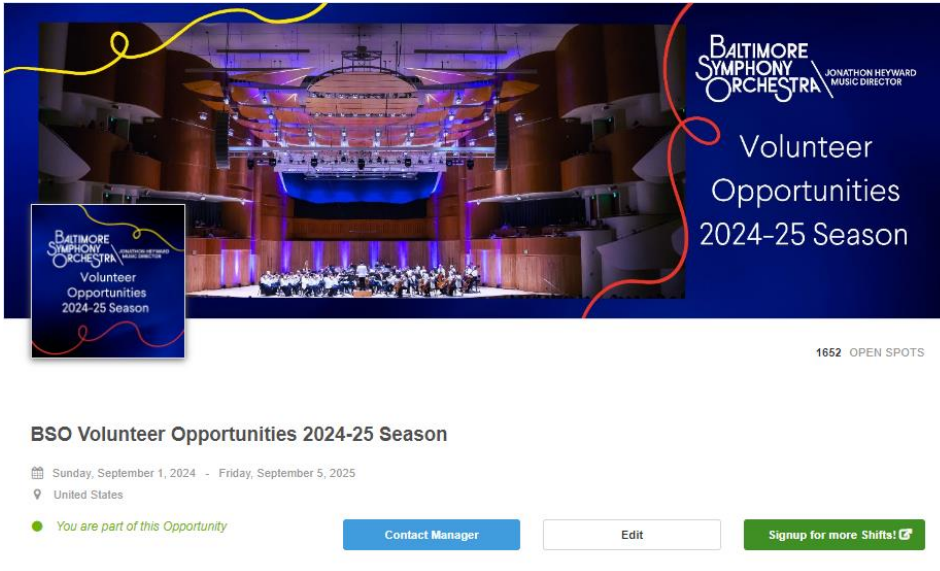 BALTIMORE
SYMPHONY
ORCHESTRA
JONATHON HEYWARD
MUSIC DIRECTOR
Volunteer
Opportunities
2024-25 Season
BALTIMORE
SYMPHONY
ORCHESTRA
JONATHON HEYWARD
MUSIC DIRECTOR
Volunteer
Opportunities
2024-25 Season
1652 OPEN SPOTS
BSO Volunteer Opportunities 2024-25 Season
Sunday, September 1, 2024 - Friday, September 5, 2025
United States
You are part of this Opportunity
Contact Manager
Edit
Signup for more Shifts!